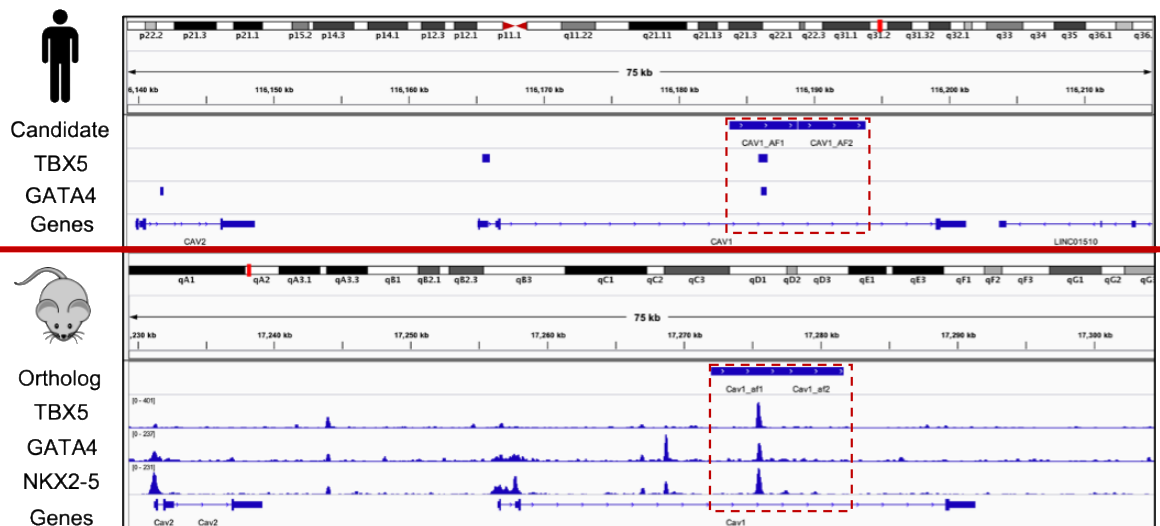 p22.2 p21.3 p21.1 p15.2 p14.3 p14.1 p12.3 p12.1 p11.1 q11.22 q21.11 q21.13 q21.3 q22.1 q22.3 q31.1 q31.2 q31.32 q32.1 q33 q34 q35 q36.1 q36.
75 kb
6,140 kb 116,150 kb 116,160 kb 116,170 kb 116,180 kb 116,190 kb 116,200 kb 116,210 kb
Candidate
CAV1_AF1 CAV1_AF2
TBX5
GATA4
Genes
CAV2 CAV1 LINC01510
qA1 qA2 qA3.1 qA3.3 qB1 qB2.1 qB2.3 qB3 qC1 qC2 qC3 qD1 qD2 qD3 qE1 qE3 qF1 qF2 qF3 qG1 qG2 qG
75 kb
,230 kb 17,240 kb 17,250 kb 17,260 kb 17,270 kb 17,280 kb 17,290 kb 17,300 kb
Ortholog
Cav1_af1 Cav1_af2
[0 - 401]
TBX5
[0 - 237]
GATA4
[0 - 231]
NKX2-5
Genes
Cav2 Cav2 Cav1